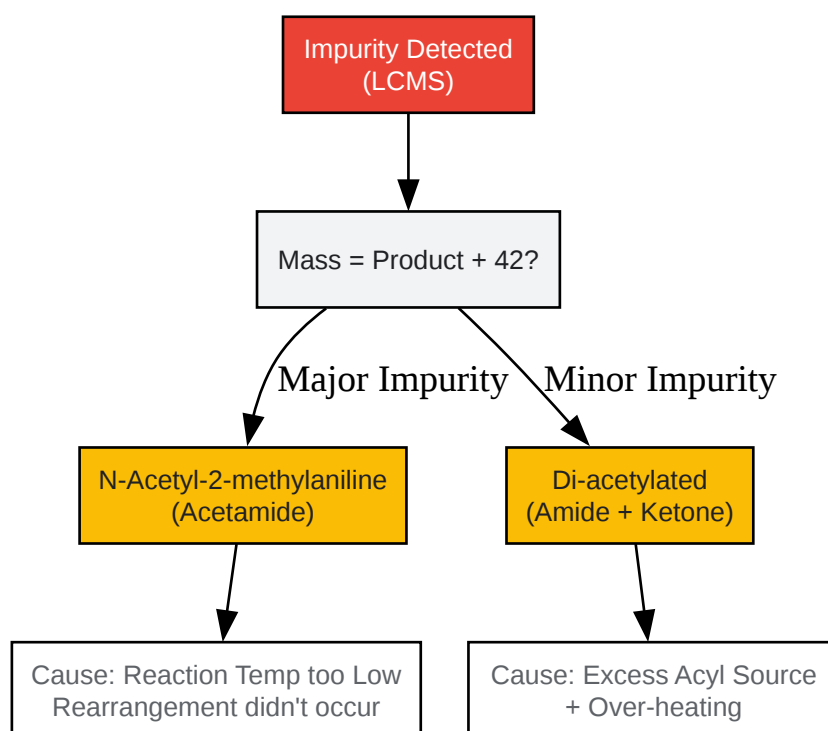 Impurity Detected
(LCMS)
Mass = Product + 42?
Major Impurity
Minor Impurity
N-Acetyl-2-methylaniline
(Acetamide)
Di-acetylated
(Amide + Ketone)
Cause: Reaction Temp too Low
Rearrangement didn't occur
Cause: Excess Acyl Source
+ Over-heating